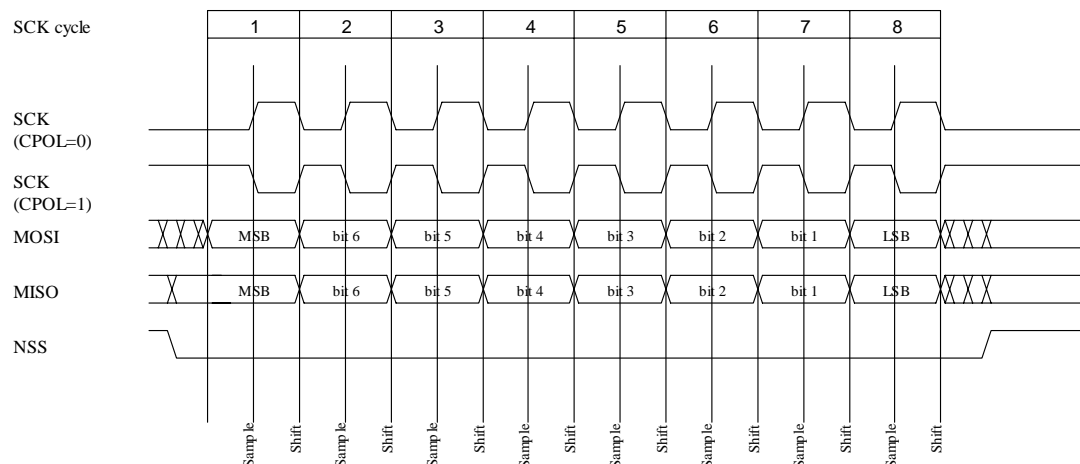 SCK cycle 1 2 3 4 5 6 7 8
SCK
(CPOL=0)
SCK
(CPOL=1)
MOSI MSB bit 6 bit 5 bit 4 bit 3 bit 2 bit 1 LSB
MISO MSB bit 6 bit 5 bit 4 bit 3 bit 2 bit 1 LSB
NSS
Sample Shift Sample Shift Sample Shift Sample Shift Sample Shift Sample Shift Sample Shift Sample Shift